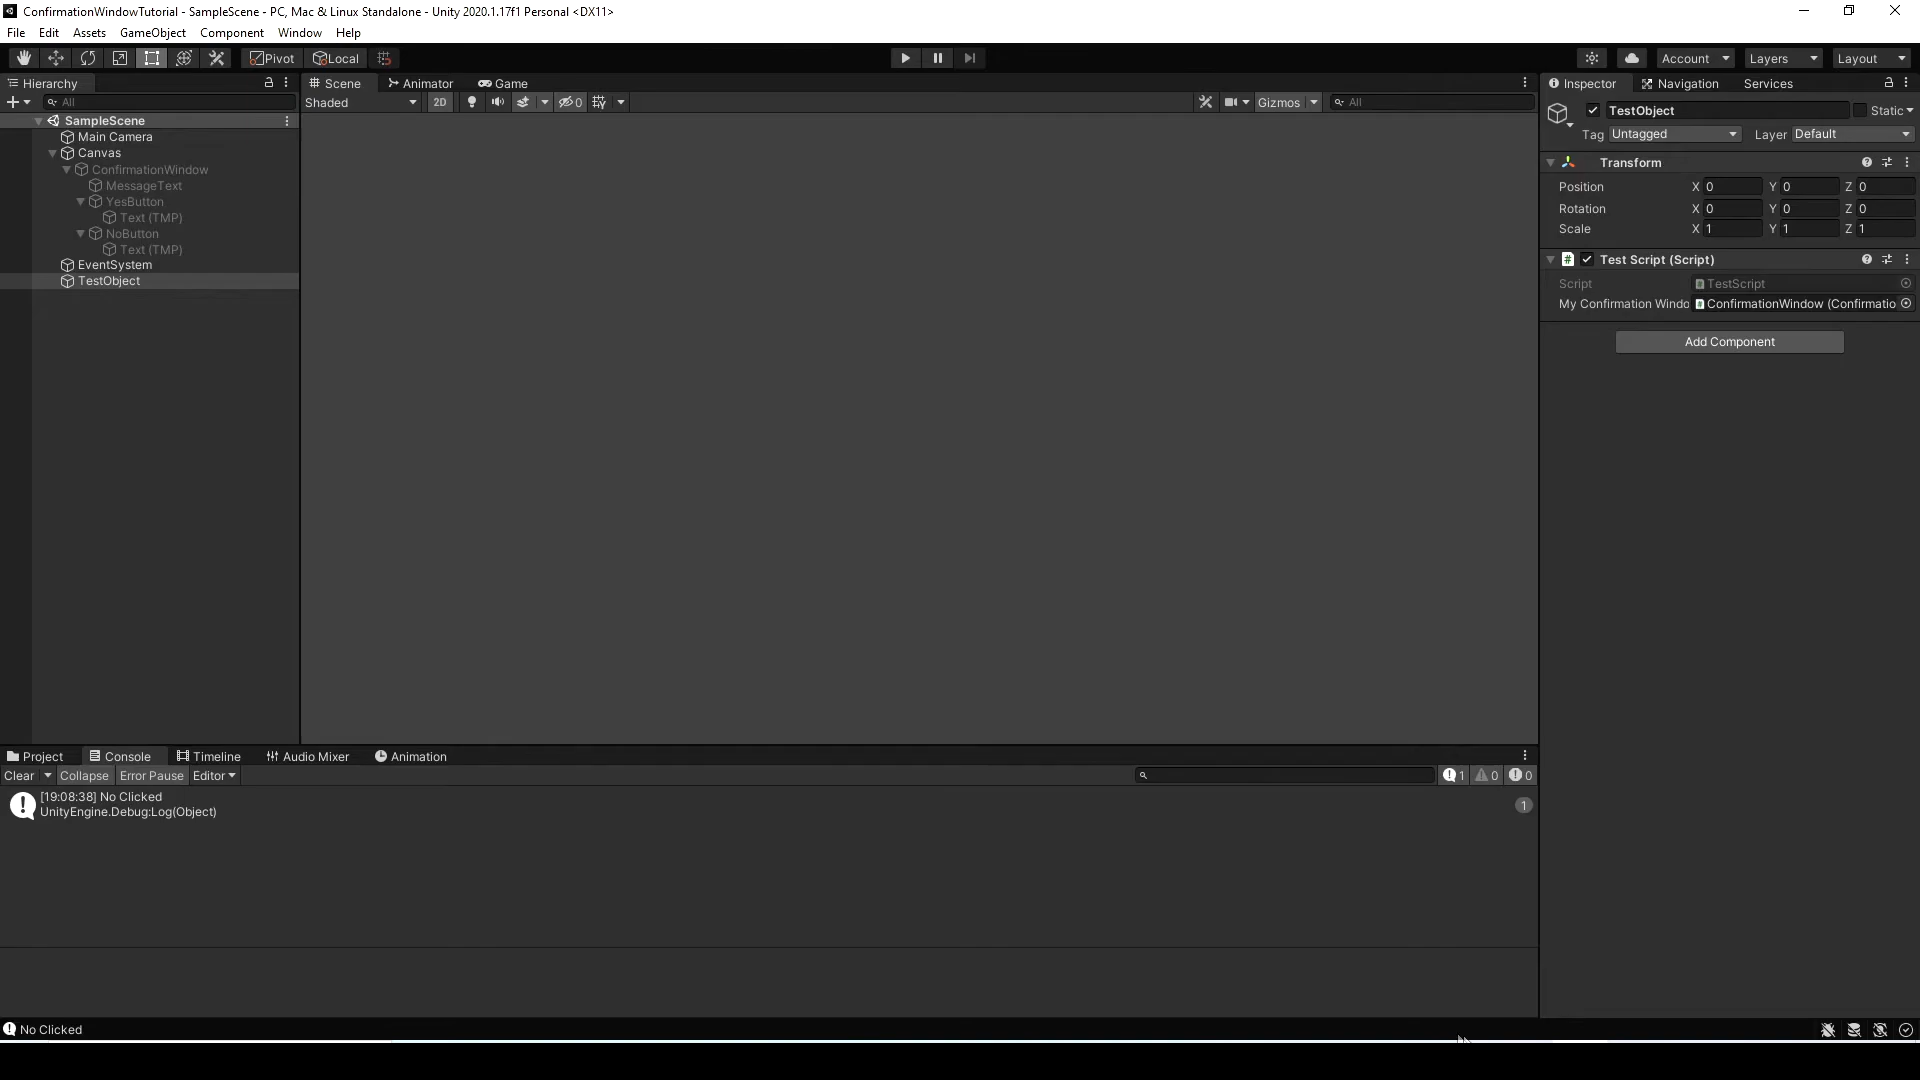 ConfirmationWindowTutorial - SampleScene - PC, Mac & Linux Standalone - Unity 2020.1.17f1 Personal <DX11>
File Edit Assets GameObject Component Window Help
Pivot Local Account Layers Layout
Hierarchy
All
SampleScene
Main Camera
Canvas
ConfirmationWindow
MessageText
YesButton
Text (TMP)
NoButton
Text (TMP)
EventSystem
TestObject
Scene Animator Game
Shaded 2D 0 Gizmos All
Inspector Navigation Services
TestObject Static
Tag Untagged Layer Default
Transform
Position X 0 Y 0 Z 0
Rotation X 0 Y 0 Z 0
Scale X 1 Y 1 Z 1
# Test Script (Script)
Script TestScript
My Confirmation Windo ConfirmationWindow (Confirmatio
Add Component
Project Console Timeline Audio Mixer Animation
Clear Collapse Error Pause Editor 1 0 0
[19:08:38] No Clicked
UnityEngine.Debug:Log(Object)
1
No Clicked